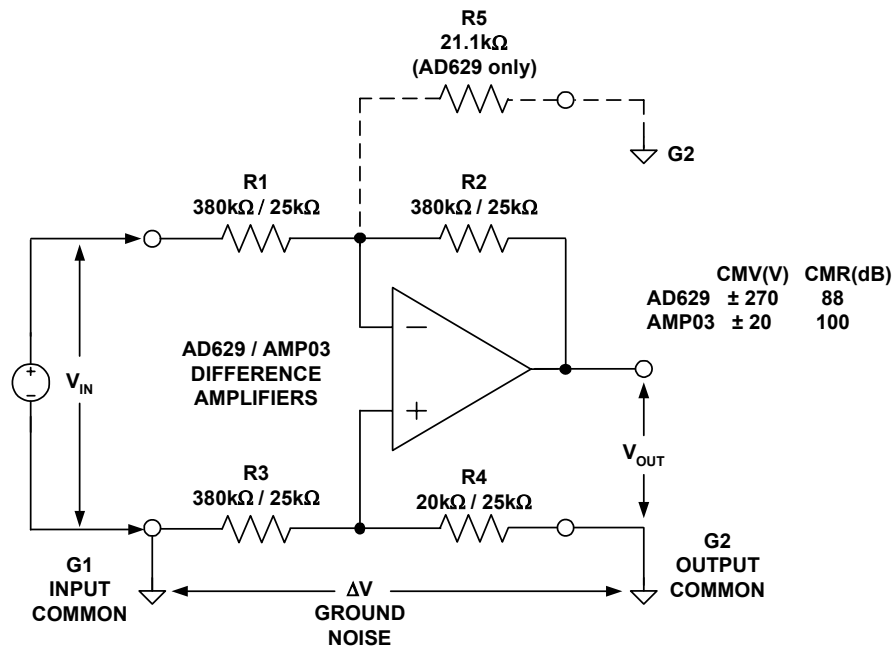 R5
21.1kΩ
(AD629 only)
G2
R1
380kΩ / 25kΩ
R2
380kΩ / 25kΩ
CMV(V) CMR(dB)
AD629 ± 270 88
AMP03 ± 20 100
AD629 / AMP03
DIFFERENCE
AMPLIFIERS
+
−
VIN
−
+
VOUT
R3
380kΩ / 25kΩ
R4
20kΩ / 25kΩ
G1
INPUT
COMMON
ΔV
GROUND
NOISE
G2
OUTPUT
COMMON